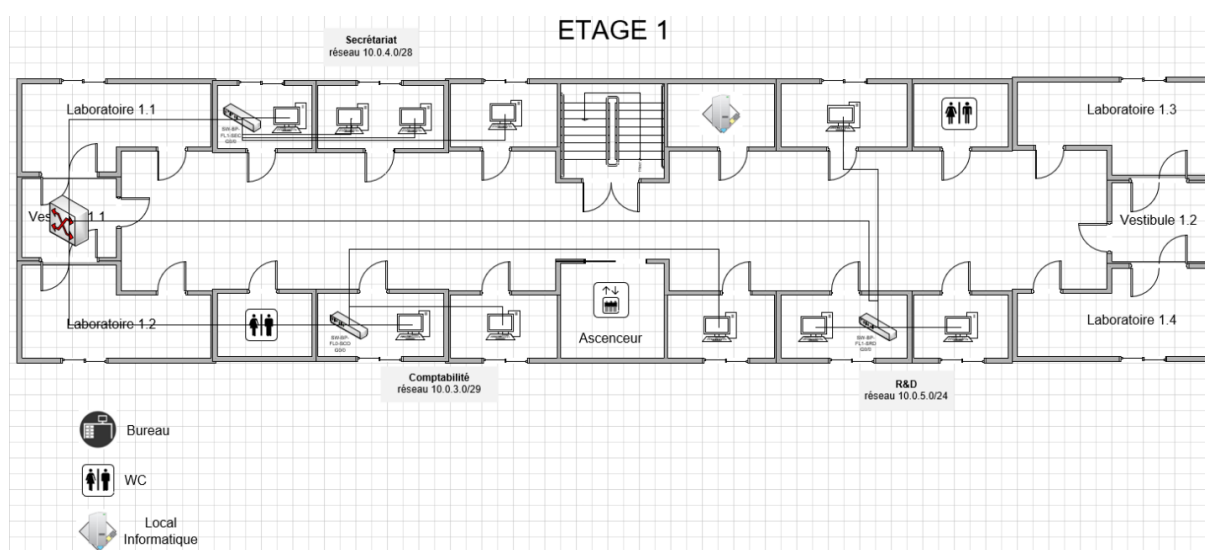 ETAGE 1
Secrétariat
réseau 10.0.4.0/28
Laboratoire 1.1
Laboratoire 1.3
Vestibule 1.2
Laboratoire 1.2
Ascenceur
Laboratoire 1.4
Comptabilité
réseau 10.0.3.0/29
R&D
réseau 10.0.5.0/24
Bureau
WC
Local
Informatique